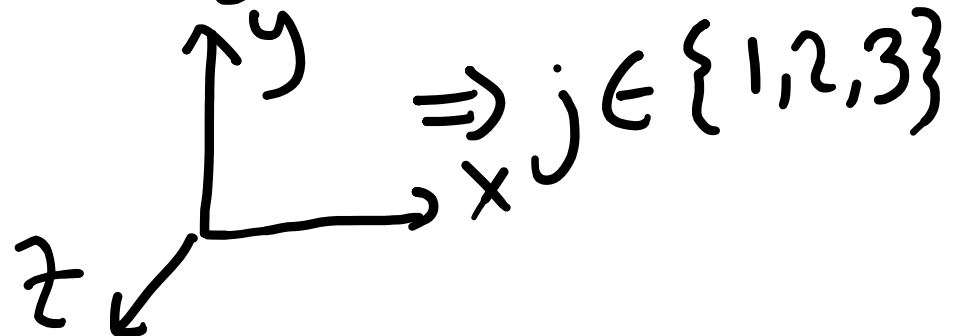 y
⇒ j ∈ {1,2,3}
x
z